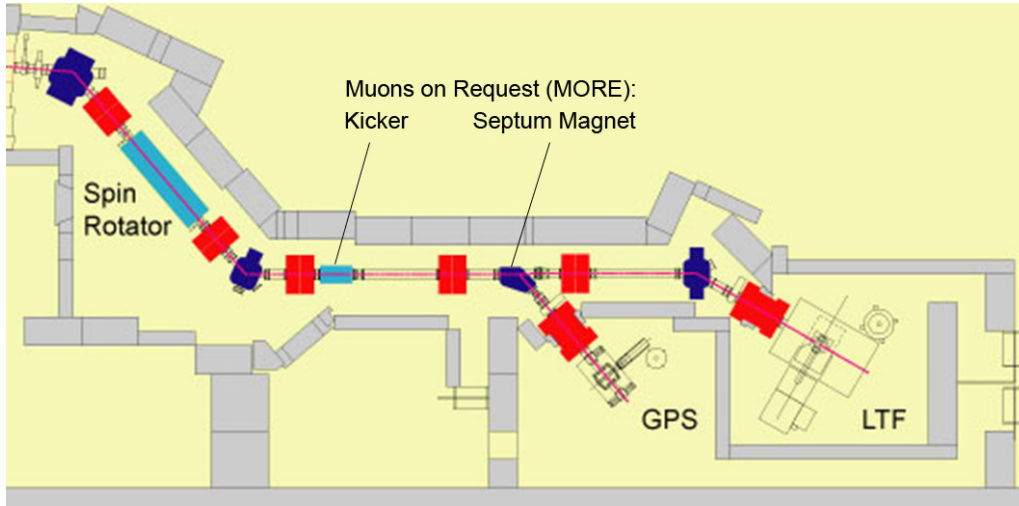 Muons on Request (MORE):
Kicker Septum Magnet
Spin
Rotator
GPS
LTF